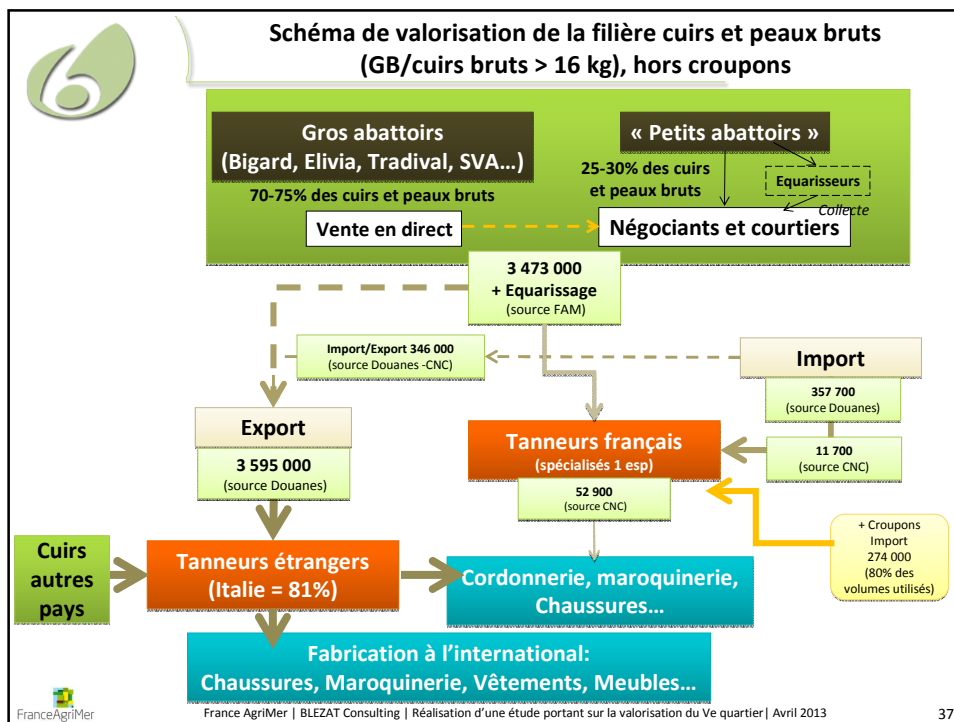 Schéma de valorisation de la filière cuirs et peaux bruts
(GB/cuirs bruts > 16 kg), hors croupons
Gros abattoirs
(Bigard, Elivia, Tradival, SVA…)
« Petits abattoirs »
70-75% des cuirs et peaux bruts
25-30% des cuirs
et peaux bruts
Equarisseurs
Collecte
Vente en direct
Négociants et courtiers
3 473 000
+ Equarissage
(source FAM)
Import/Export 346 000
(source Douanes -CNC)
Import
357 700
(source Douanes)
11 700
(source CNC)
Export
3 595 000
(source Douanes)
Tanneurs français
(spécialisés 1 esp)
52 900
(source CNC)
+ Croupons
Import
274 000
(80% des
volumes utilisés)
Cuirs
autres
pays
Tanneurs étrangers
(Italie = 81%)
Cordonnerie, maroquinerie,
Chaussures…
Fabrication à l’international:
Chaussures, Maroquinerie, Vêtements, Meubles…
FranceAgriMer
France AgriMer | BLEZAT Consulting | Réalisation d’une étude portant sur la valorisation du Ve quartier| Avril 2013
37